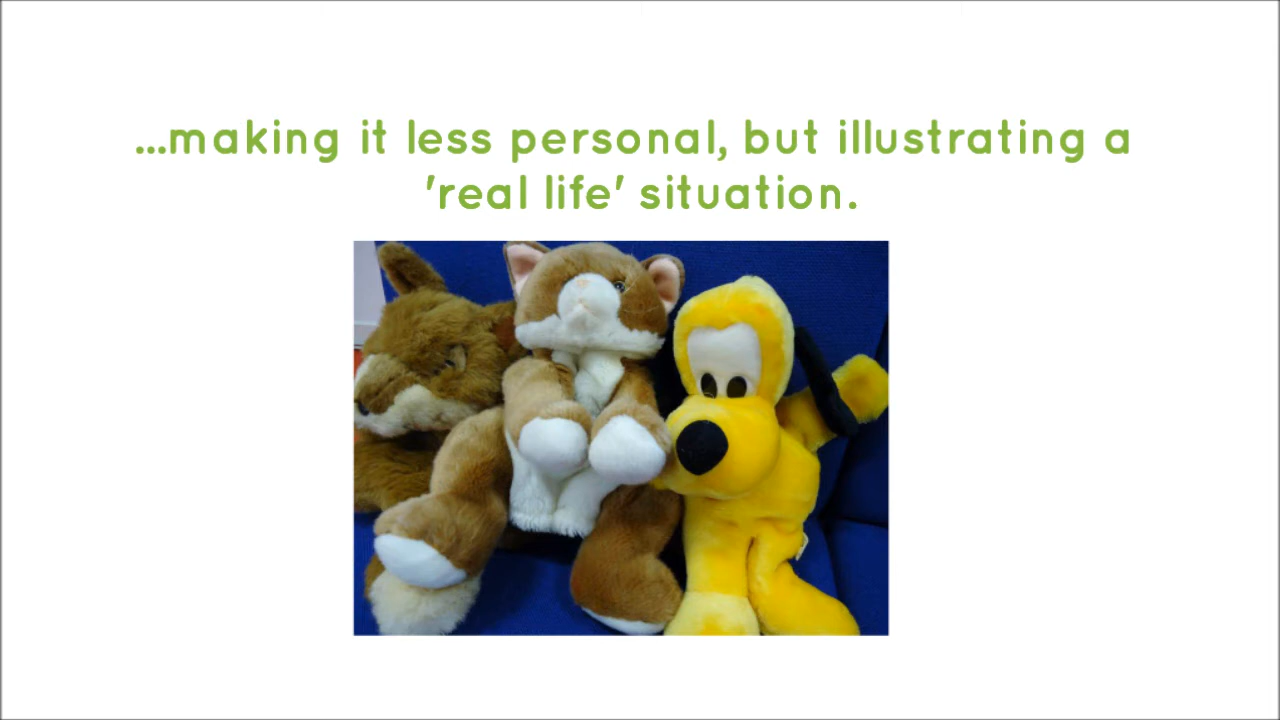 ...making it less personal, but illustrating a
'real life' situation.